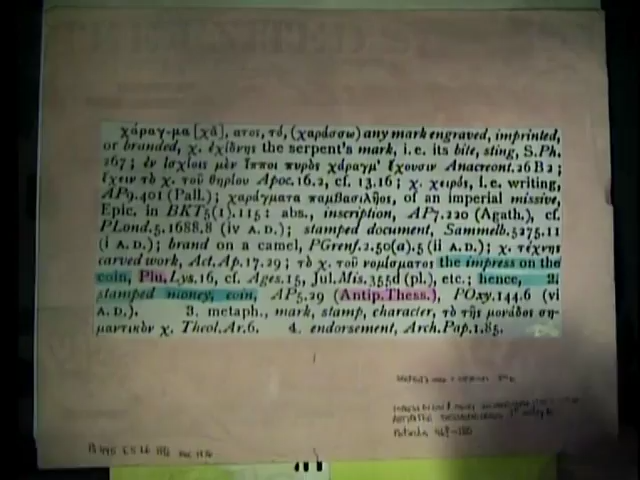 χάραγ-μα [χᾰ], ατος, τό, (χαράσσω) any mark engraved, imprinted,
or branded, χ. ἐχίδνης the serpent's mark, i.e. its bite, sting, S.Ph.
267; ἐν ἰσχίοις μὲν ἵπποι πυρὸς χάραγμ' ἔχουσιν Anacreont.26B2;
ἔχειν τὸ χ. τοῦ θηρίου Apoc.16.2, cf. 13.16; χ. χειρός, i.e. writing,
AP9.401 (Pall.); χαράγματα παμβασιλῆος, of an imperial missive,
Epic. in BKT5(1).115: abs., inscription, AP7.220 (Agath.), cf.
PLond.5.1688.8 (iv A.D.); stamped document, Sammelb.5275.11
(i A.D.); brand on a camel, PGrenf.2.50(a).5 (ii A.D.); χ. τέχνης
carved work, Act.Ap.17.29; τὸ χ. τοῦ νομίσματος the impress on the
coin, Plu.Lys.16, cf. Ages.15, Jul.Mis.355d (pl.), etc.; hence, 2.
stamped money, coin, AP5.29 (Antip.Thess.), POxy.144.6 (vi
A.D.). 3. metaph., mark, stamp, character, τὸ τῆς μονάδος ση-
μαντικὸν χ. Theol.Ar.6. 4. endorsement, Arch.Pap.1.85.